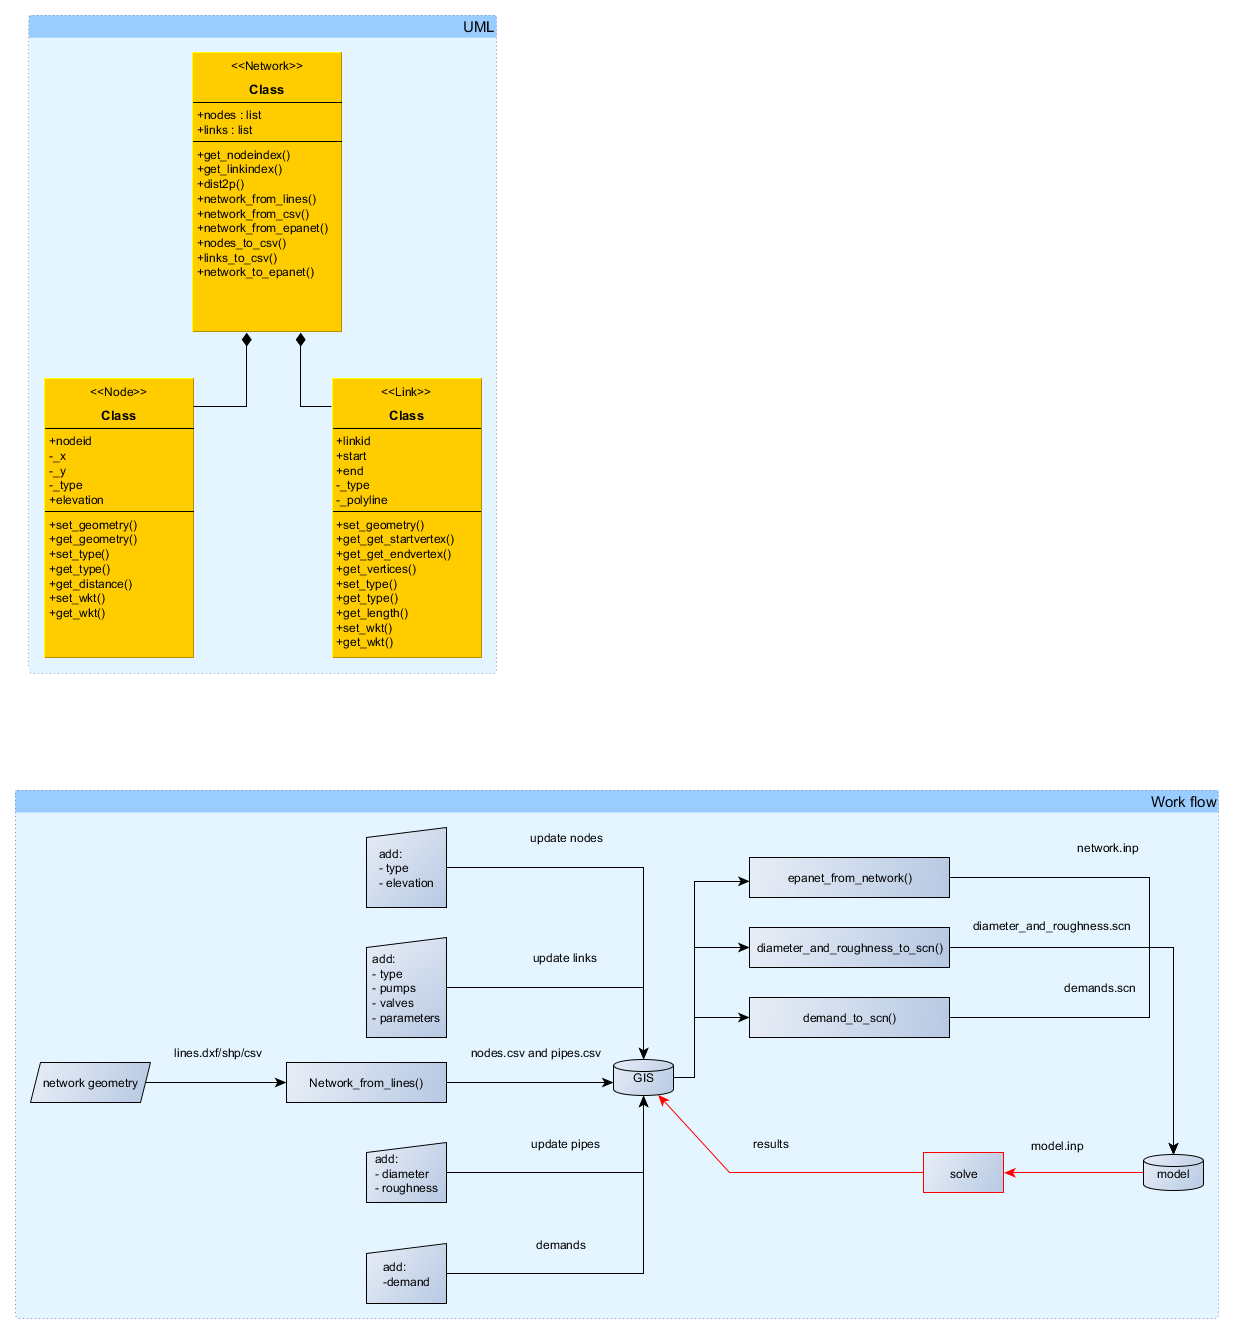 UML
<<Network>>
Class
+nodes : list
+links : list
+get_nodeindex()
+get_linkindex()
+dist2p()
+network_from_lines()
+network_from_csv()
+network_from_epanet()
+nodes_to_csv()
+links_to_csv()
+network_to_epanet()
<<Node>>
Class
+nodeid
-_x
-_y
-_type
+elevation
+set_geometry()
+get_geometry()
+set_type()
+get_type()
+get_distance()
+set_wkt()
+get_wkt()
<<Link>>
Class
+linkid
+start
+end
-_type
-_polyline
+set_geometry()
+get_get_startvertex()
+get_get_endvertex()
+get_vertices()
+set_type()
+get_type()
+get_length()
+set_wkt()
+get_wkt()
Work flow
add:
- type
- elevation
update nodes
add:
- type
- pumps
- valves
- parameters
update links
network geometry
lines.dxf/shp/csv
Network_from_lines()
nodes.csv and pipes.csv
GIS
add:
- diameter
- roughness
update pipes
add:
-demand
demands
epanet_from_network()
network.inp
diameter_and_roughness_to_scn()
diameter_and_roughness.scn
demand_to_scn()
demands.scn
results
solve
model.inp
model